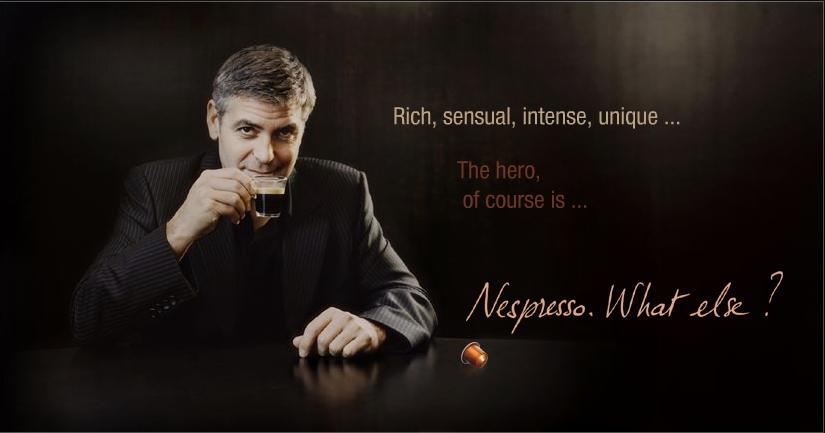 Rich, sensual, intense, unique ...
The hero,
of course is ...
Nespresso. What else ?